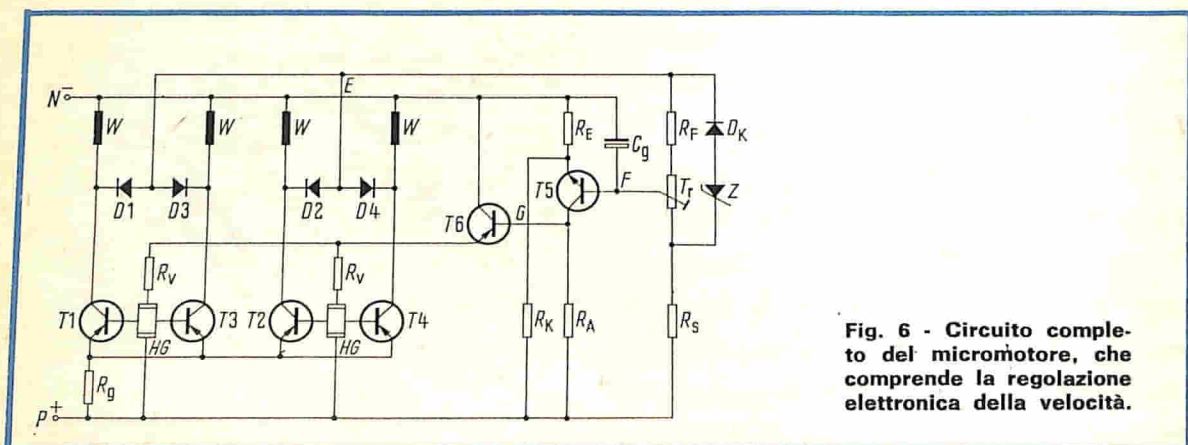 E
N −
W W W W
R_E C_g R_F D_K
T5 F T_r Z
D1 D3 D2 D4
T6 G
R_v R_v
T1 T3 T2 T4 R_K R_A R_S
HG HG
R_g
P +
Fig. 6 - Circuito comple-
to del micromotore, che
comprende la regolazione
elettronica della velocità.